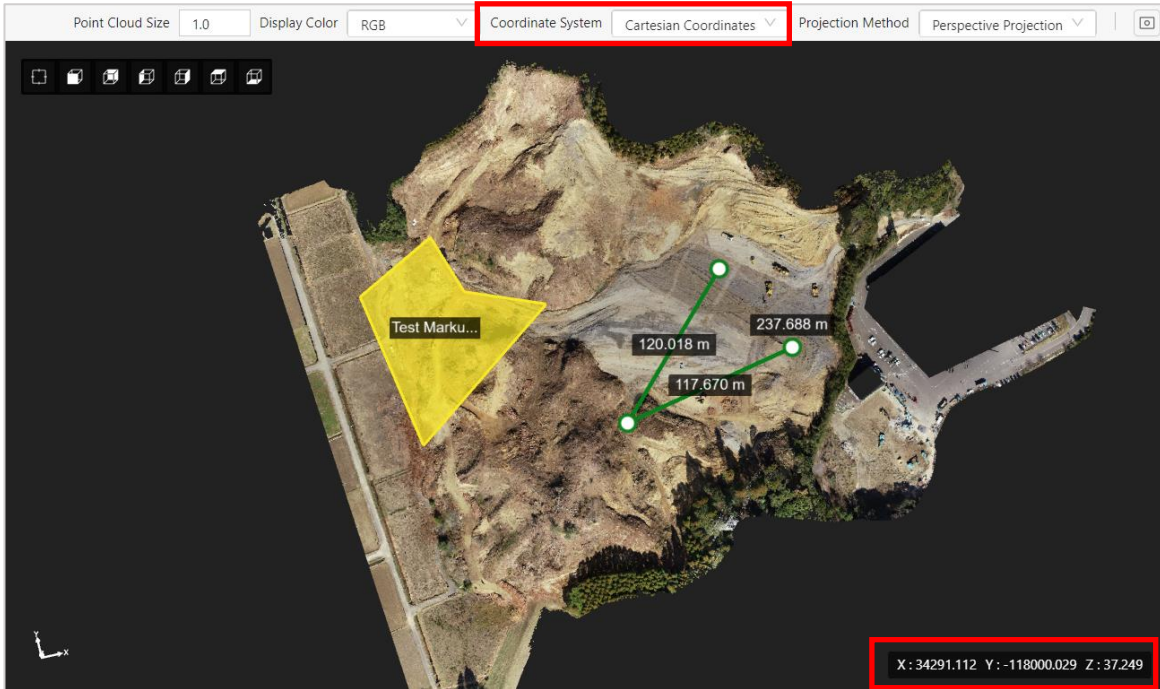 Point Cloud Size 1.0 Display Color RGB Coordinate System Cartesian Coordinates Projection Method Perspective Projection
Test Marku...
237.688 m
120.018 m
117.670 m
Y
X
X : 34291.112 Y : -118000.029 Z : 37.249